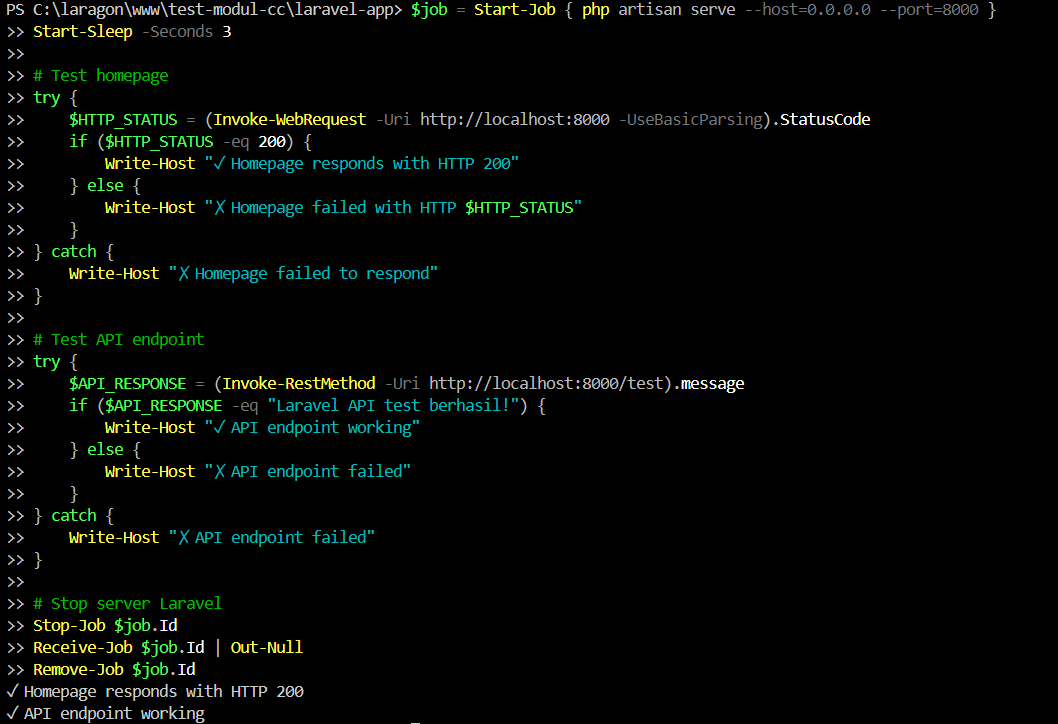 PS C:\laragon\www\test-modul-cc\laravel-app> $job = Start-Job { php artisan serve --host=0.0.0.0 --port=8000 }
>> Start-Sleep -Seconds 3
>>
>> # Test homepage
>> try {
>>     $HTTP_STATUS = (Invoke-WebRequest -Uri http://localhost:8000 -UseBasicParsing).StatusCode
>>     if ($HTTP_STATUS -eq 200) {
>>         Write-Host "✓ Homepage responds with HTTP 200"
>>     } else {
>>         Write-Host "✗ Homepage failed with HTTP $HTTP_STATUS"
>>     }
>> } catch {
>>     Write-Host "✗ Homepage failed to respond"
>> }
>>
>> # Test API endpoint
>> try {
>>     $API_RESPONSE = (Invoke-RestMethod -Uri http://localhost:8000/test).message
>>     if ($API_RESPONSE -eq "Laravel API test berhasil!") {
>>         Write-Host "✓ API endpoint working"
>>     } else {
>>         Write-Host "✗ API endpoint failed"
>>     }
>> } catch {
>>     Write-Host "✗ API endpoint failed"
>> }
>>
>> # Stop server Laravel
>> Stop-Job $job.Id
>> Receive-Job $job.Id | Out-Null
>> Remove-Job $job.Id
✓ Homepage responds with HTTP 200
✓ API endpoint working